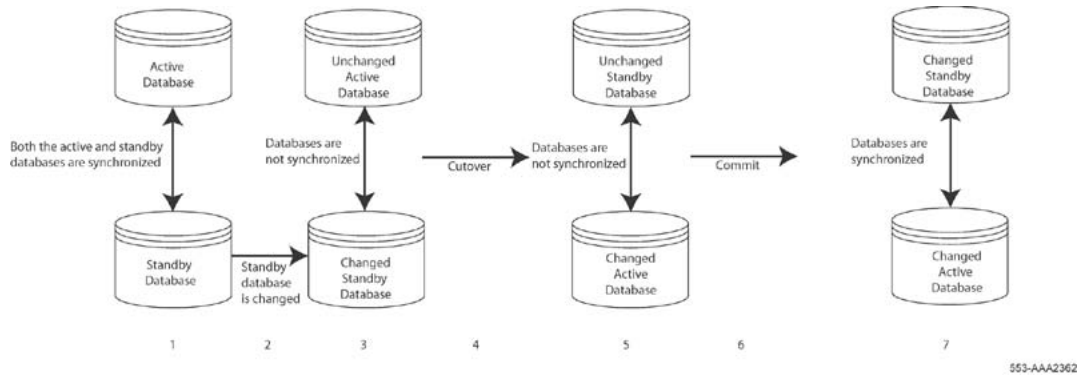 Active
Database
Unchanged
Active
Database
Unchanged
Standby
Database
Changed
Standby
Database
Both the active and standby
databases are synchronized
Databases are
not synchronized
Cutover
Databases are
not synchronized
Commit
Databases are
synchronized
Standby
Database
Standby
database
is changed
Changed
Standby
Database
Changed
Active
Database
Changed
Active
Database
1 2 3 4 5 6 7
553-AAA2362